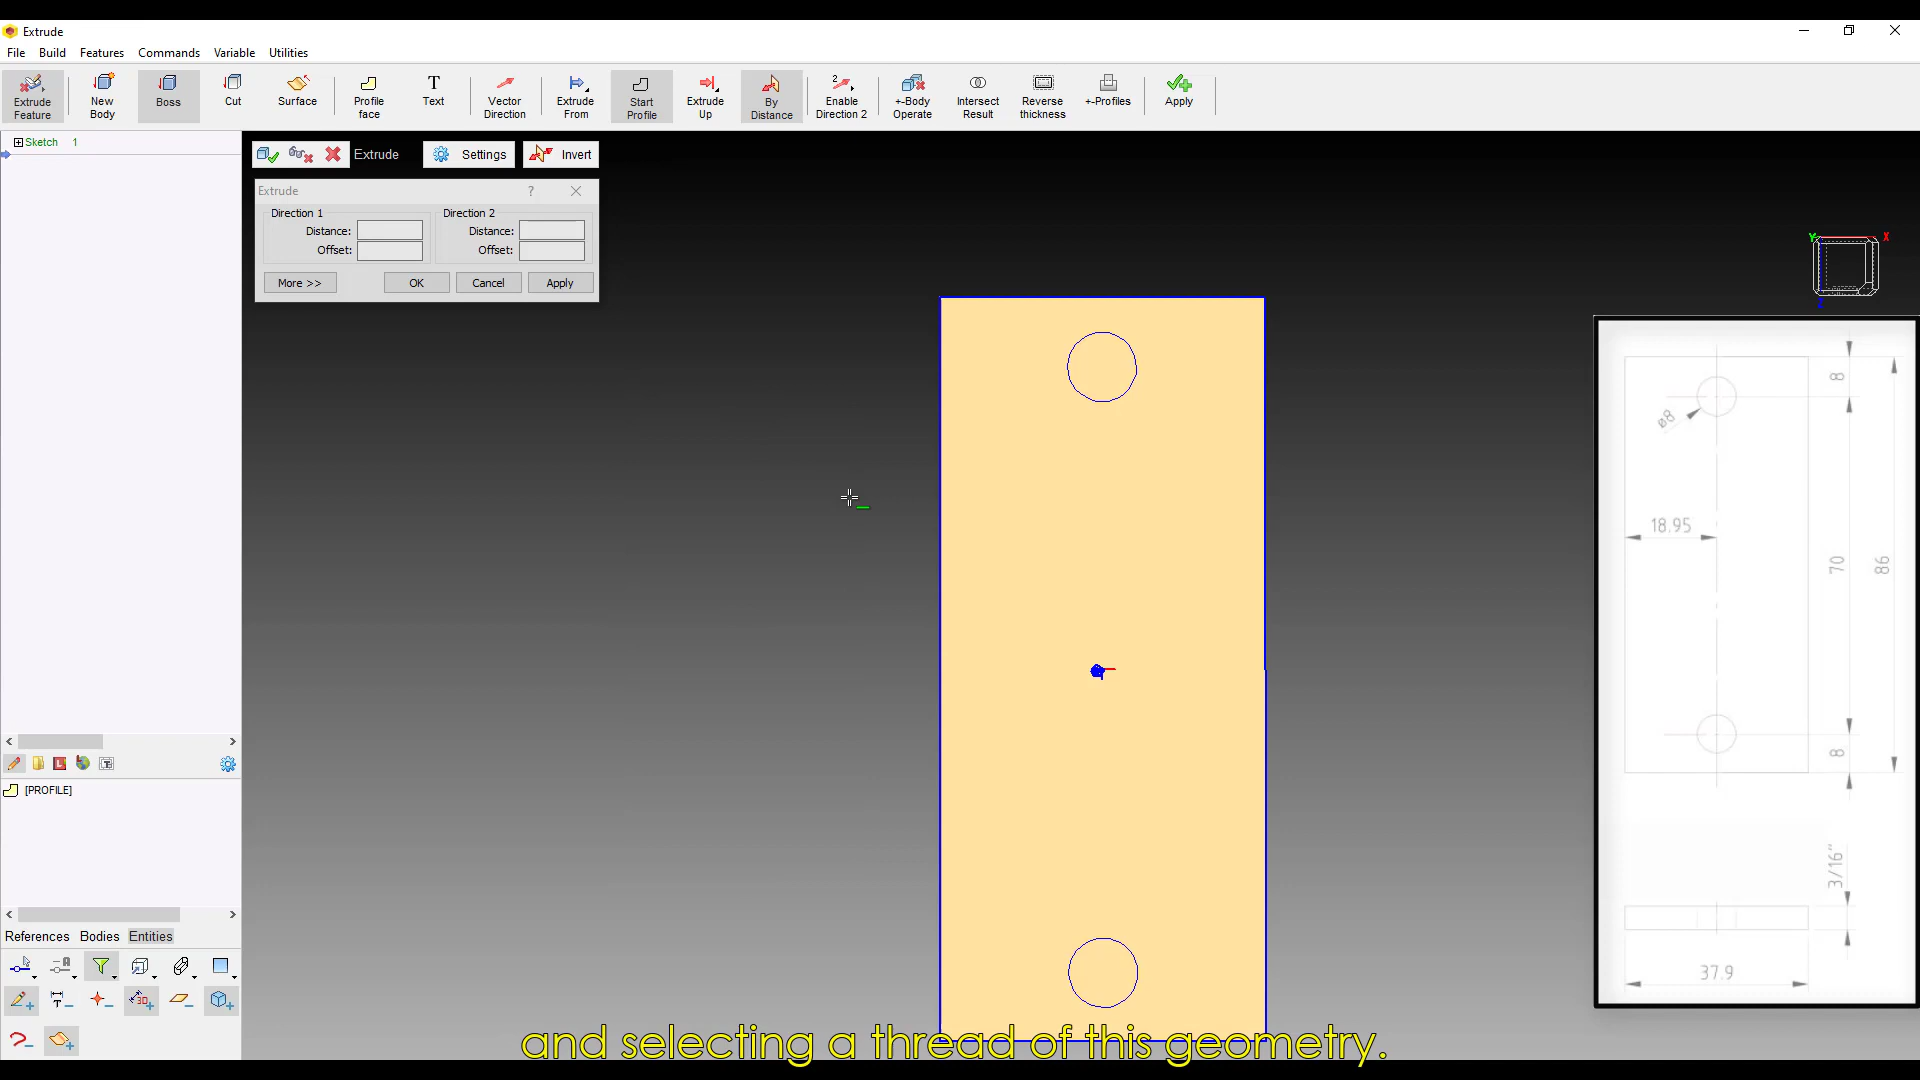 Extrude
File Build Features Commands Variable Utilities
Extrude Feature
New Body
Boss
Cut
Surface
Profile face
Text
Vector Direction
Extrude From
Start Profile
Extrude Up
By Distance
2 Enable Direction 2
+-Body Operate
Intersect Result
Reverse thickness
+-Profiles
Apply
Sketch 1
Extrude Settings Invert
Extrude ?
Direction 1 Direction 2
Distance: Distance:
Offset: Offset:
More >> OK Cancel Apply
Y X
Z
8
ø8
18.95
70
86
8
3/16"
37.9
[PROFILE]
References Bodies Entities
3D
and selecting a thread of this geometry.